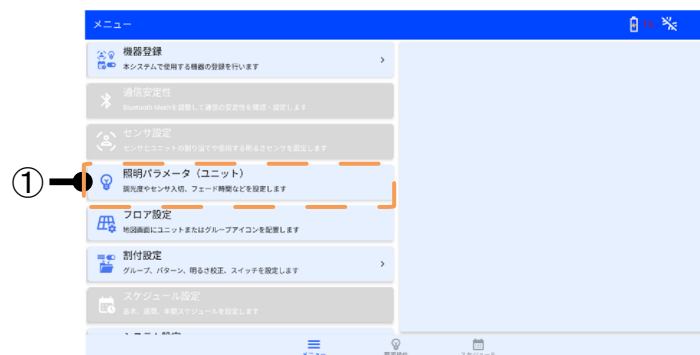 メニュー
機器登録
本システムで使用する機器の登録を行います
通信安定性
Bluetooth Meshを調整して通信の安定性を確認・設定します
センサ設定
センサとユニットの割り当てや使用する明るさセンサを設定します
①
照明パラメータ（ユニット）
調光度やセンサ入切、フェード時間などを設定します
フロア設定
地図画面にユニットまたはグループアイコンを配置します
割付設定
グループ、パターン、明るさ校正、スイッチを設定します
スケジュール設定
基本、週間、年間スケジュールを設定します
メニュー
スケジュール